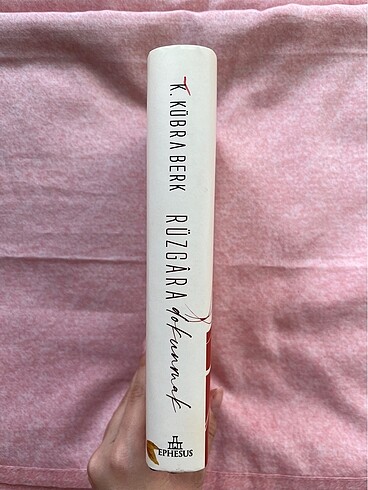 K. KÜBRA BERK
RÜZGÂRA
dokunmak
EPHESUS